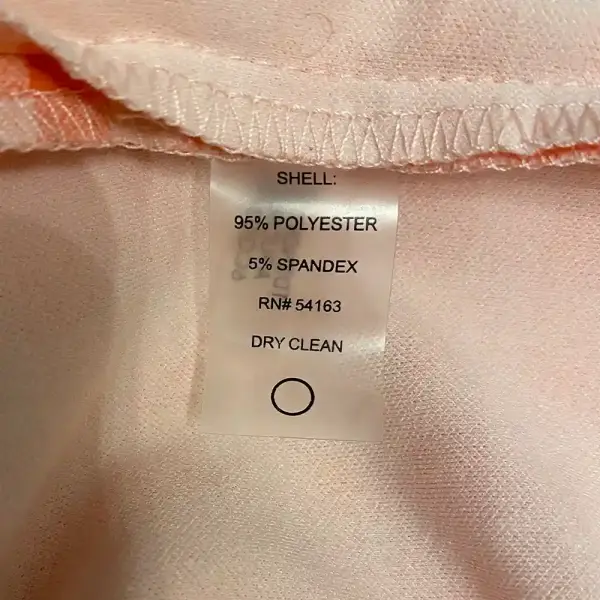 SHELL:
95% POLYESTER
5% SPANDEX
RN# 54163
DRY CLEAN